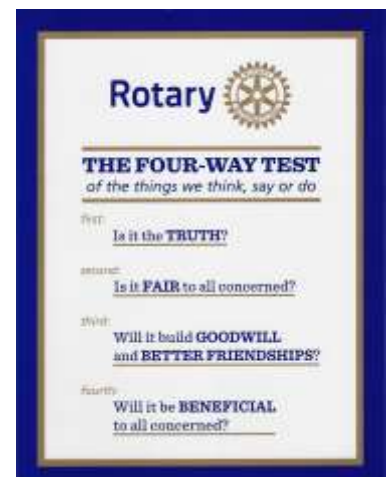 Rotary
THE FOUR-WAY TEST
of the things we think, say or do
first:
Is it the TRUTH?
second:
Is it FAIR to all concerned?
third:
Will it build GOODWILL
and BETTER FRIENDSHIPS?
fourth:
Will it be BENEFICIAL
to all concerned?